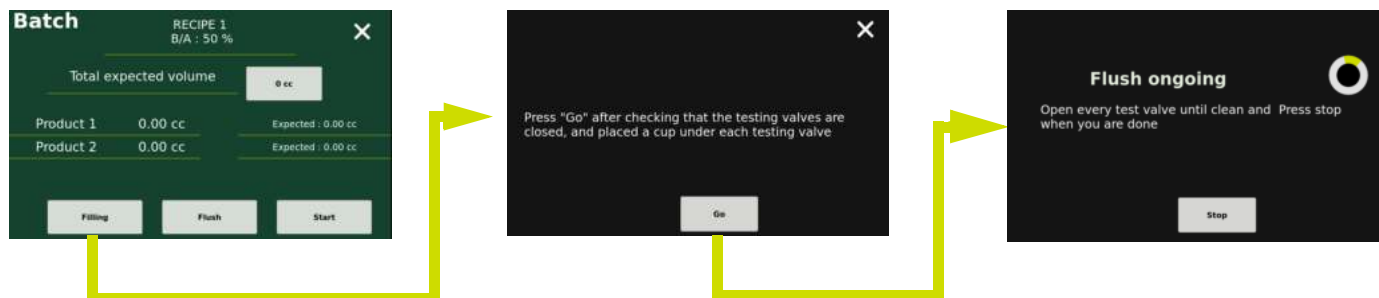 Batch
RECIPE 1
B/A : 50 %
Total expected volume
0 cc
Product 1 0.00 cc Expected : 0.00 cc
Product 2 0.00 cc Expected : 0.00 cc
Filling Flush Start
Press "Go" after checking that the testing valves are
closed, and placed a cup under each testing valve
Go
Flush ongoing
Open every test valve until clean and Press stop
when you are done
Stop